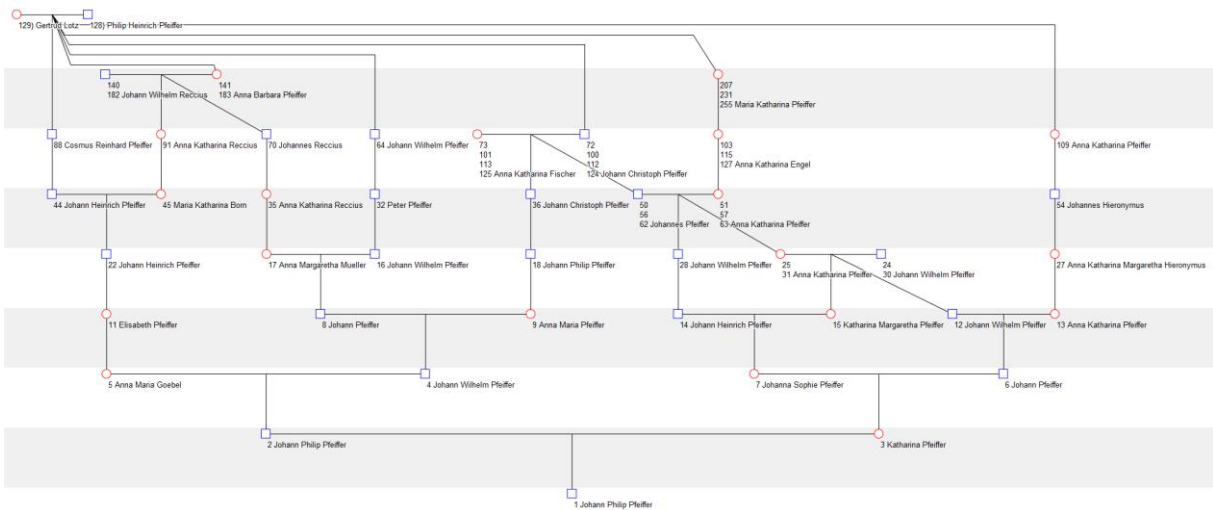 129) Gertrud Lotz
128) Philip Heinrich Pfeiffer
140
182 Johann Wilhelm Reccius
141
183 Anna Barbara Pfeiffer
207
231
255 Maria Katharina Pfeiffer
88 Cosmus Reinhard Pfeiffer
91 Anna Katharina Reccius
70 Johannes Reccius
64 Johann Wilhelm Pfeiffer
73
101
113
125 Anna Katharina Fischer
72
100
112
124 Johann Christoph Pfeiffer
103
115
127 Anna Katharina Engel
109 Anna Katharina Pfeiffer
44 Johann Heinrich Pfeiffer
45 Maria Katharina Born
35 Anna Katharina Reccius
32 Peter Pfeiffer
36 Johann Christoph Pfeiffer
50
56
62 Johannes Pfeiffer
51
57
63 Anna Katharina Pfeiffer
54 Johannes Hieronymus
22 Johann Heinrich Pfeiffer
17 Anna Margaretha Mueller
16 Johann Wilhelm Pfeiffer
18 Johann Philip Pfeiffer
28 Johann Wilhelm Pfeiffer
25
31 Anna Katharina Pfeiffer
24
30 Johann Wilhelm Pfeiffer
27 Anna Katharina Margaretha Hieronymus
11 Elisabeth Pfeiffer
8 Johann Pfeiffer
9 Anna Maria Pfeiffer
14 Johann Heinrich Pfeiffer
15 Katharina Margaretha Pfeiffer
12 Johann Wilhelm Pfeiffer
13 Anna Katharina Pfeiffer
5 Anna Maria Goebel
4 Johann Wilhelm Pfeiffer
7 Johanna Sophie Pfeiffer
6 Johann Pfeiffer
2 Johann Philip Pfeiffer
3 Katharina Pfeiffer
1 Johann Philip Pfeiffer